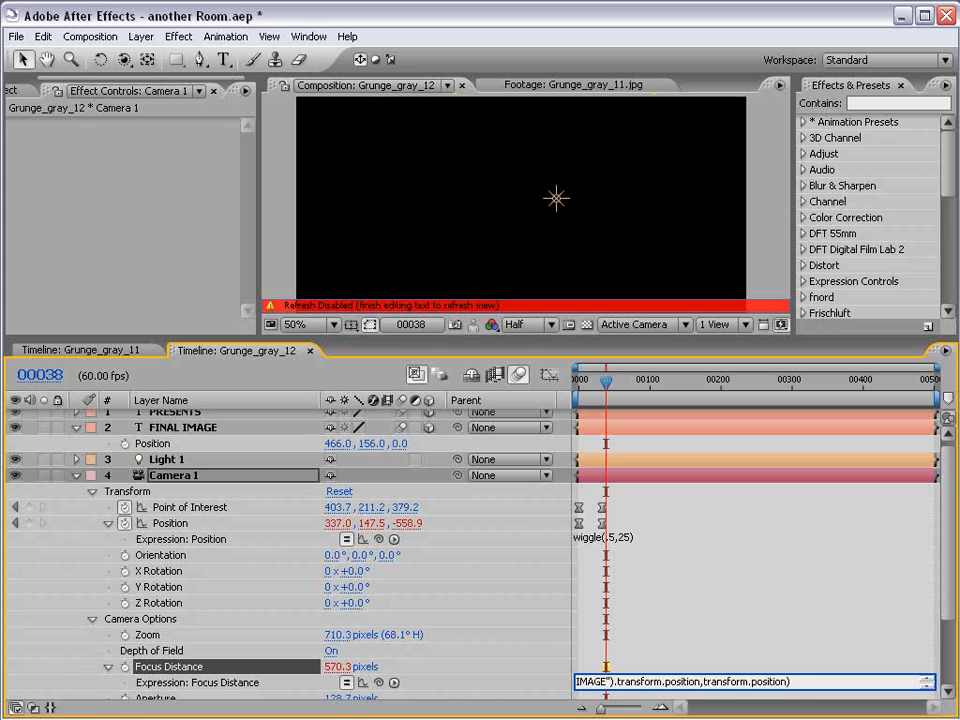 Adobe After Effects - another Room.aep *
File Edit Composition Layer Effect Animation View Window Help
Workspace: Standard
Effect Controls: Camera 1
Composition: Grunge_gray_12
Footage: Grunge_gray_11.jpg
Effects & Presets
Grunge_gray_12 * Camera 1
Contains:
* Animation Presets
3D Channel
Adjust
Audio
Blur & Sharpen
Channel
Color Correction
DFT 55mm
DFT Digital Film Lab 2
Distort
Expression Controls
fnord
Frischluft
Refresh Disabled (finish editing text to refresh view)
50% 00038 Half Active Camera 1 View
Timeline: Grunge_gray_11 Timeline: Grunge_gray_12
00038 (60.00 fps)
00100 00200 00300 00400
# Layer Name Parent
1 T PRESENTS None
2 T FINAL IMAGE None
Position 466.0, 156.0, 0.0
3 Light 1 None
4 Camera 1 None
Transform Reset
Point of Interest 403.7, 211.2, 379.2
Position 337.0, 147.5, -558.9
Expression: Position wiggle(.5,25)
Orientation 0.0°, 0.0°, 0.0°
X Rotation 0 x+0.0°
Y Rotation 0 x+0.0°
Z Rotation 0 x+0.0°
Camera Options
Zoom 710.3 pixels (68.1° H)
Depth of Field On
Focus Distance 570.3 pixels
Expression: Focus Distance IMAGE").transform.position,transform.position)
Aperture 128.7 pixels